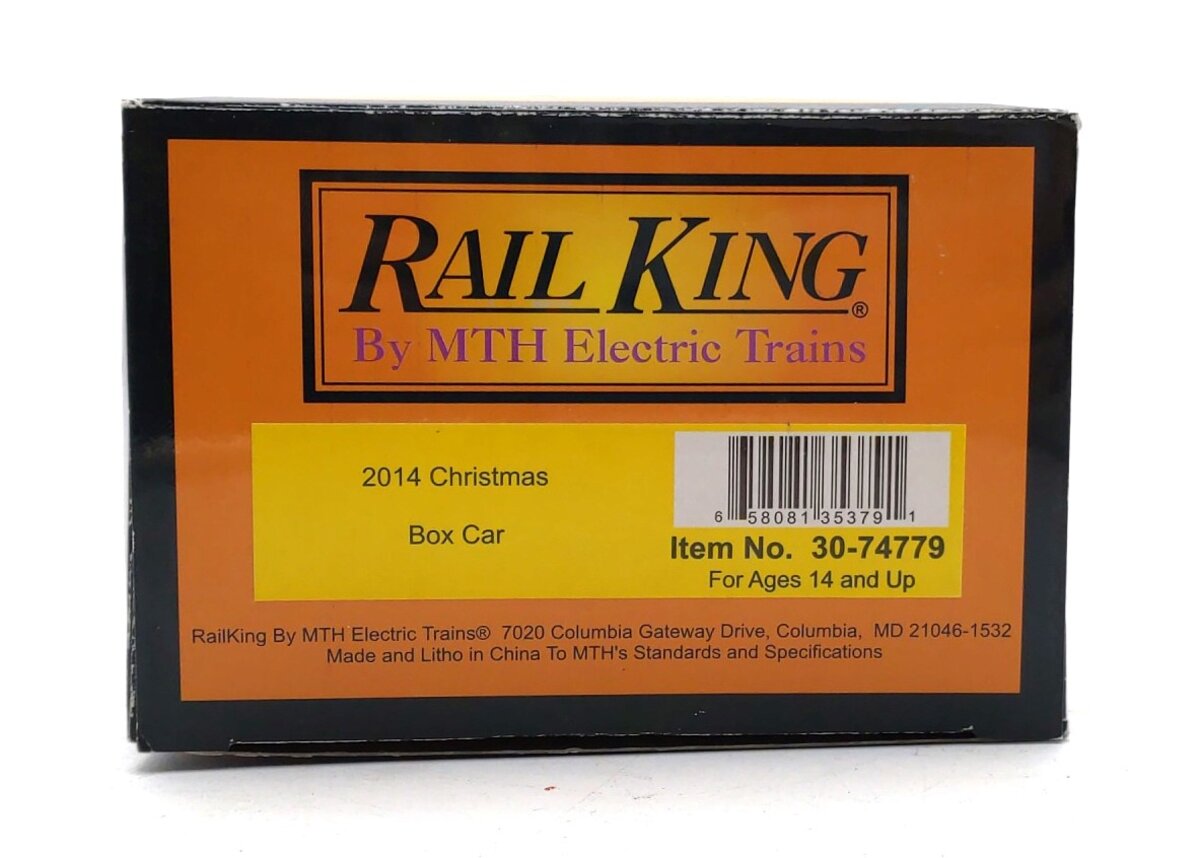 RAIL KING®
By MTH Electric Trains
2014 Christmas
Box Car
6 58081 35379 1
Item No. 30-74779
For Ages 14 and Up
RailKing By MTH Electric Trains® 7020 Columbia Gateway Drive, Columbia, MD 21046-1532
Made and Litho in China To MTH's Standards and Specifications